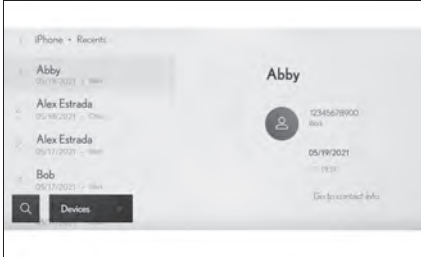 iPhone • Recents
Abby
05/19/2021
Alex Estrada
05/18/2021
Alex Estrada
05/17/2021
Bob
05/17/2021
Devices
Abby
12345678900
Work
05/19/2021
Go to contact info